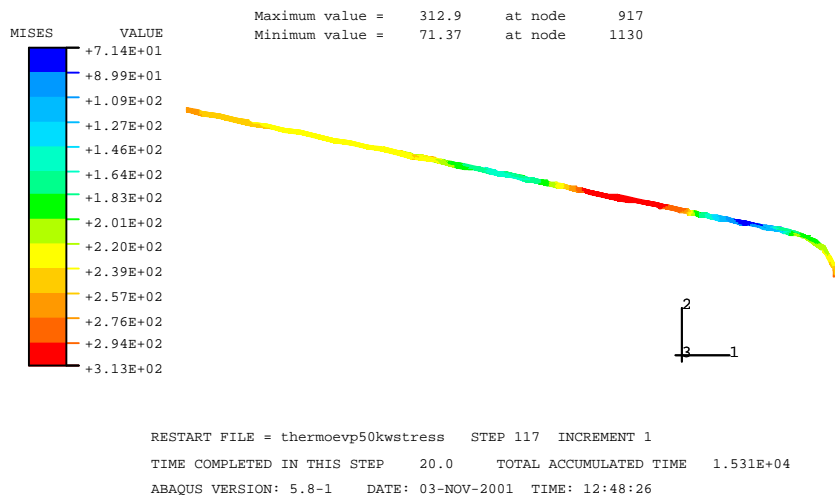 Maximum value = 312.9 at node 917
Minimum value = 71.37 at node 1130
MISES VALUE
+7.14E+01
+8.99E+01
+1.09E+02
+1.27E+02
+1.46E+02
+1.64E+02
+1.83E+02
+2.01E+02
+2.20E+02
+2.39E+02
+2.57E+02
+2.76E+02
+2.94E+02
+3.13E+02
2
3 1
RESTART FILE = thermoevp50kwstress STEP 117 INCREMENT 1
TIME COMPLETED IN THIS STEP 20.0 TOTAL ACCUMULATED TIME 1.531E+04
ABAQUS VERSION: 5.8-1 DATE: 03-NOV-2001 TIME: 12:48:26